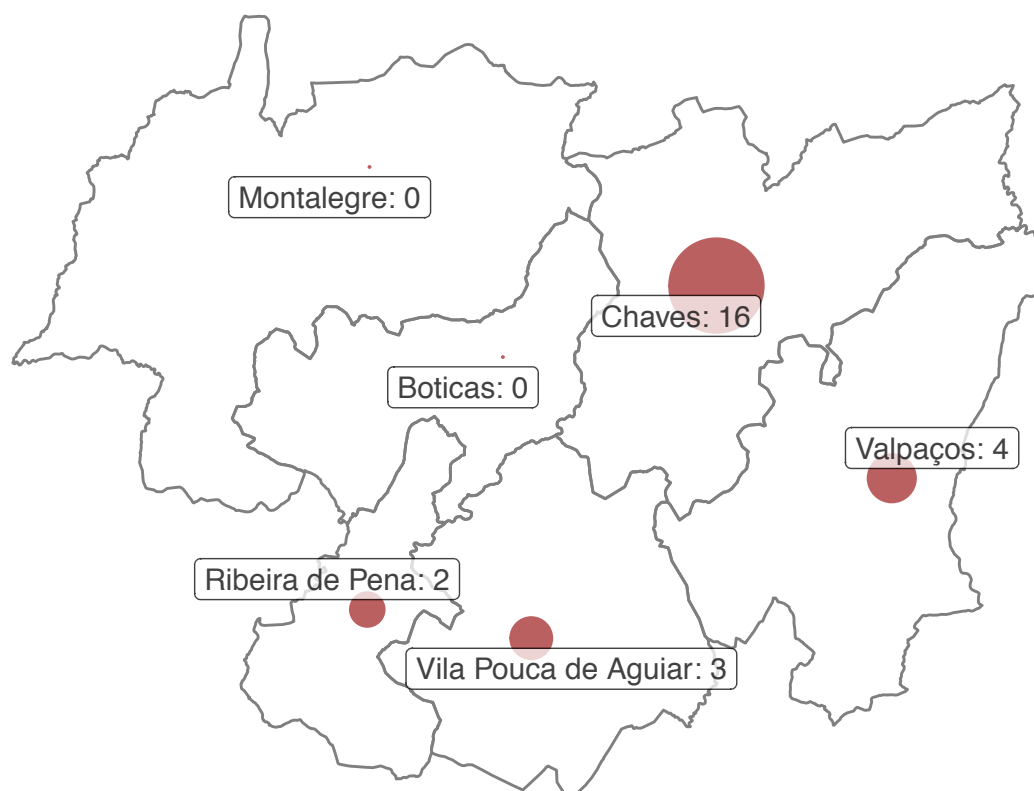 Montalegre: 0
Chaves: 16
Boticas: 0
Valpaços: 4
Ribeira de Pena: 2
Vila Pouca de Aguiar: 3